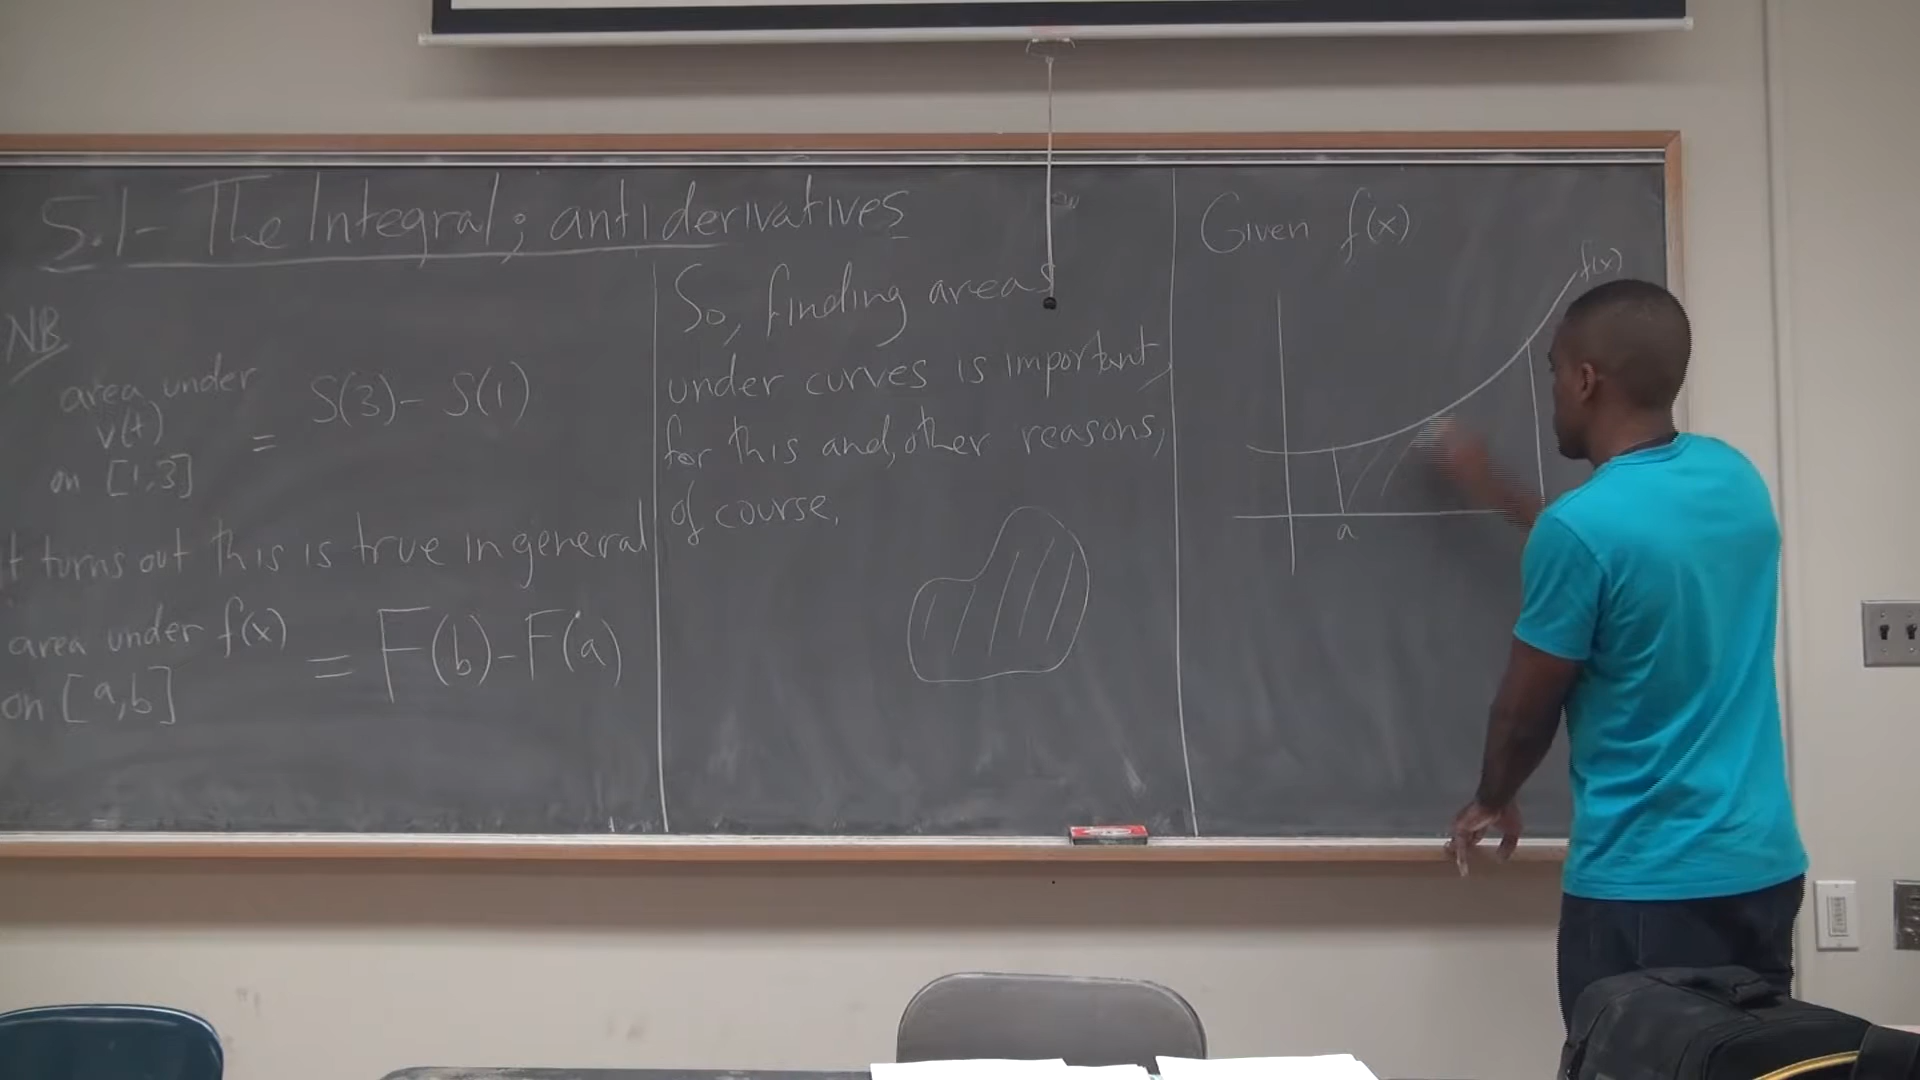 5.1- The Integral; antiderivatives
NB
area under
v(t)
on [1,3]
= S(3)- S(1)
It turns out this is true in general
area under f(x)
on [a,b]
= F(b)-F(a)
So, finding areas
under curves is important,
for this and, other reasons,
of course,
Given f(x)
f(x)
a